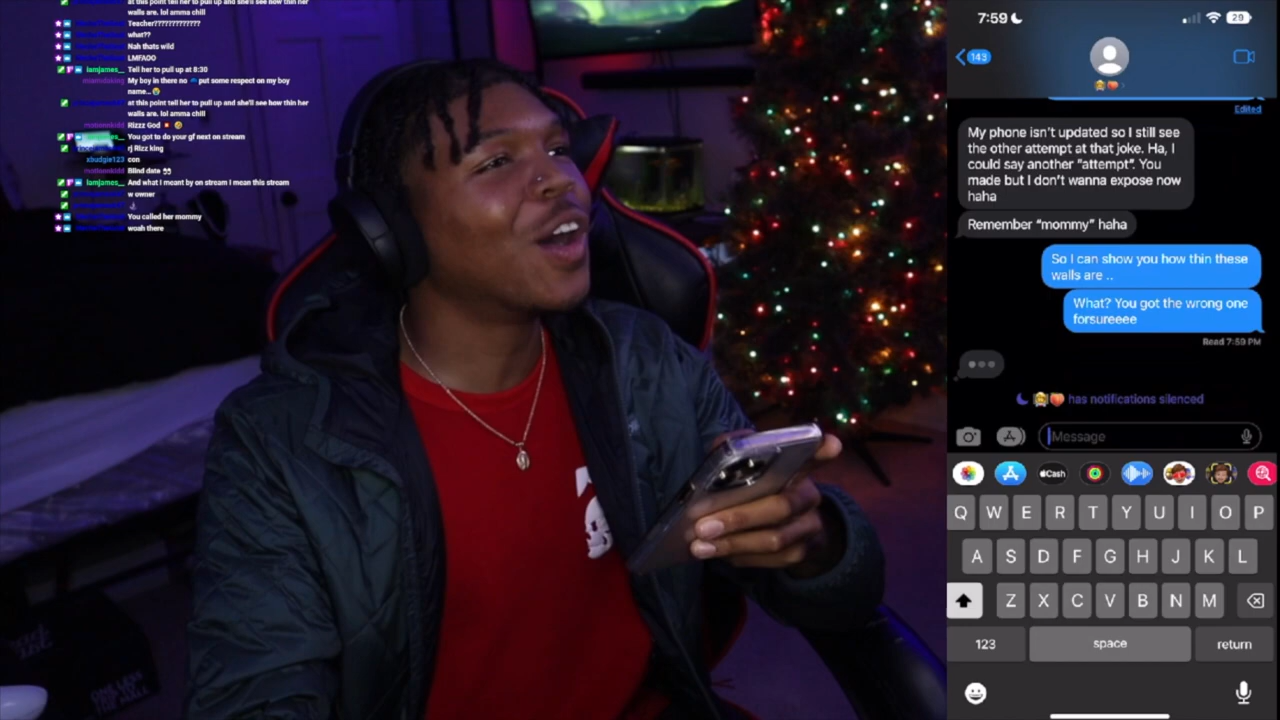 at this point tell her to pull up and she'll see how thin her
walls are. lol amma chill
Teacher?????????????
what??
Nah thats wild
LMFAOO
iamjames__ Tell her to pull up at 8:30
My boy in there no put some respect on my boy
name...
at this point tell her to pull up and she'll see how thin her
walls are. lol amma chill
Rizzz God
You got to do your gf next on stream
rj Rizz king
xbudgie123 con
Blind date
iamjames__ And what I meant by on stream I mean this stream
w owner
You called her mommy
woah there
7:59
29
143
Edited
My phone isn't updated so I still see
the other attempt at that joke. Ha, I
could say another "attempt". You
made but I don't wanna expose now
haha
Remember "mommy" haha
So I can show you how thin these
walls are ..
What? You got the wrong one
forsureeee
Read 7:59 PM
has notifications silenced
Message
Cash
Q W E R T Y U I O P
A S D F G H J K L
Z X C V B N M
123 space return